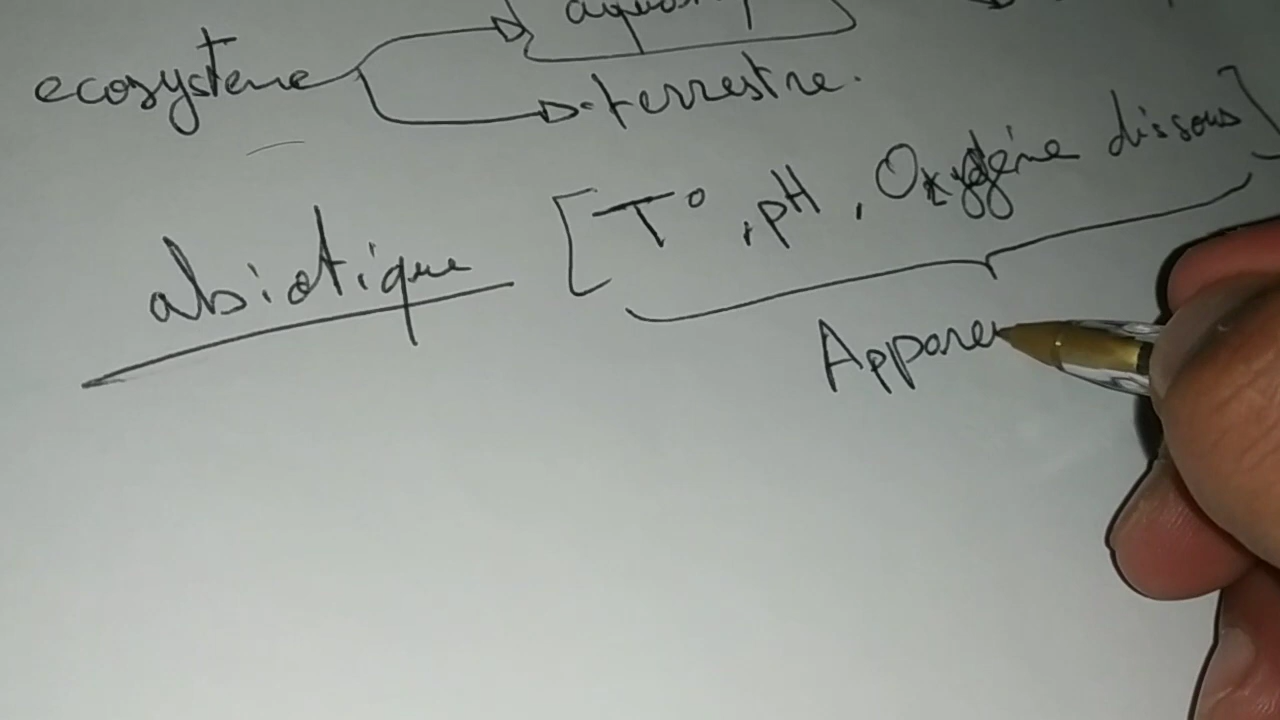 ecosystème
terrestre.
abiotique [T°, pH, Oxygène dissous]
Appare